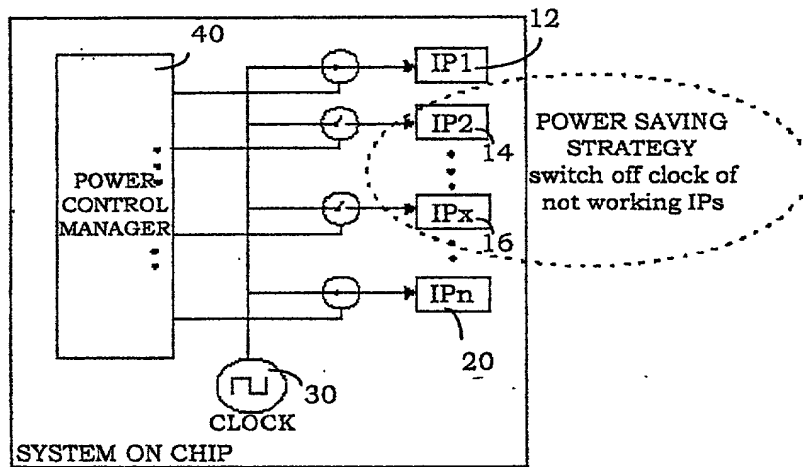 40
12
IP1
IP2
14
POWER SAVING
STRATEGY
switch off clock of
not working IPs
POWER
CONTROL
MANAGER
IPx
16
IPn
20
30
CLOCK
SYSTEM ON CHIP